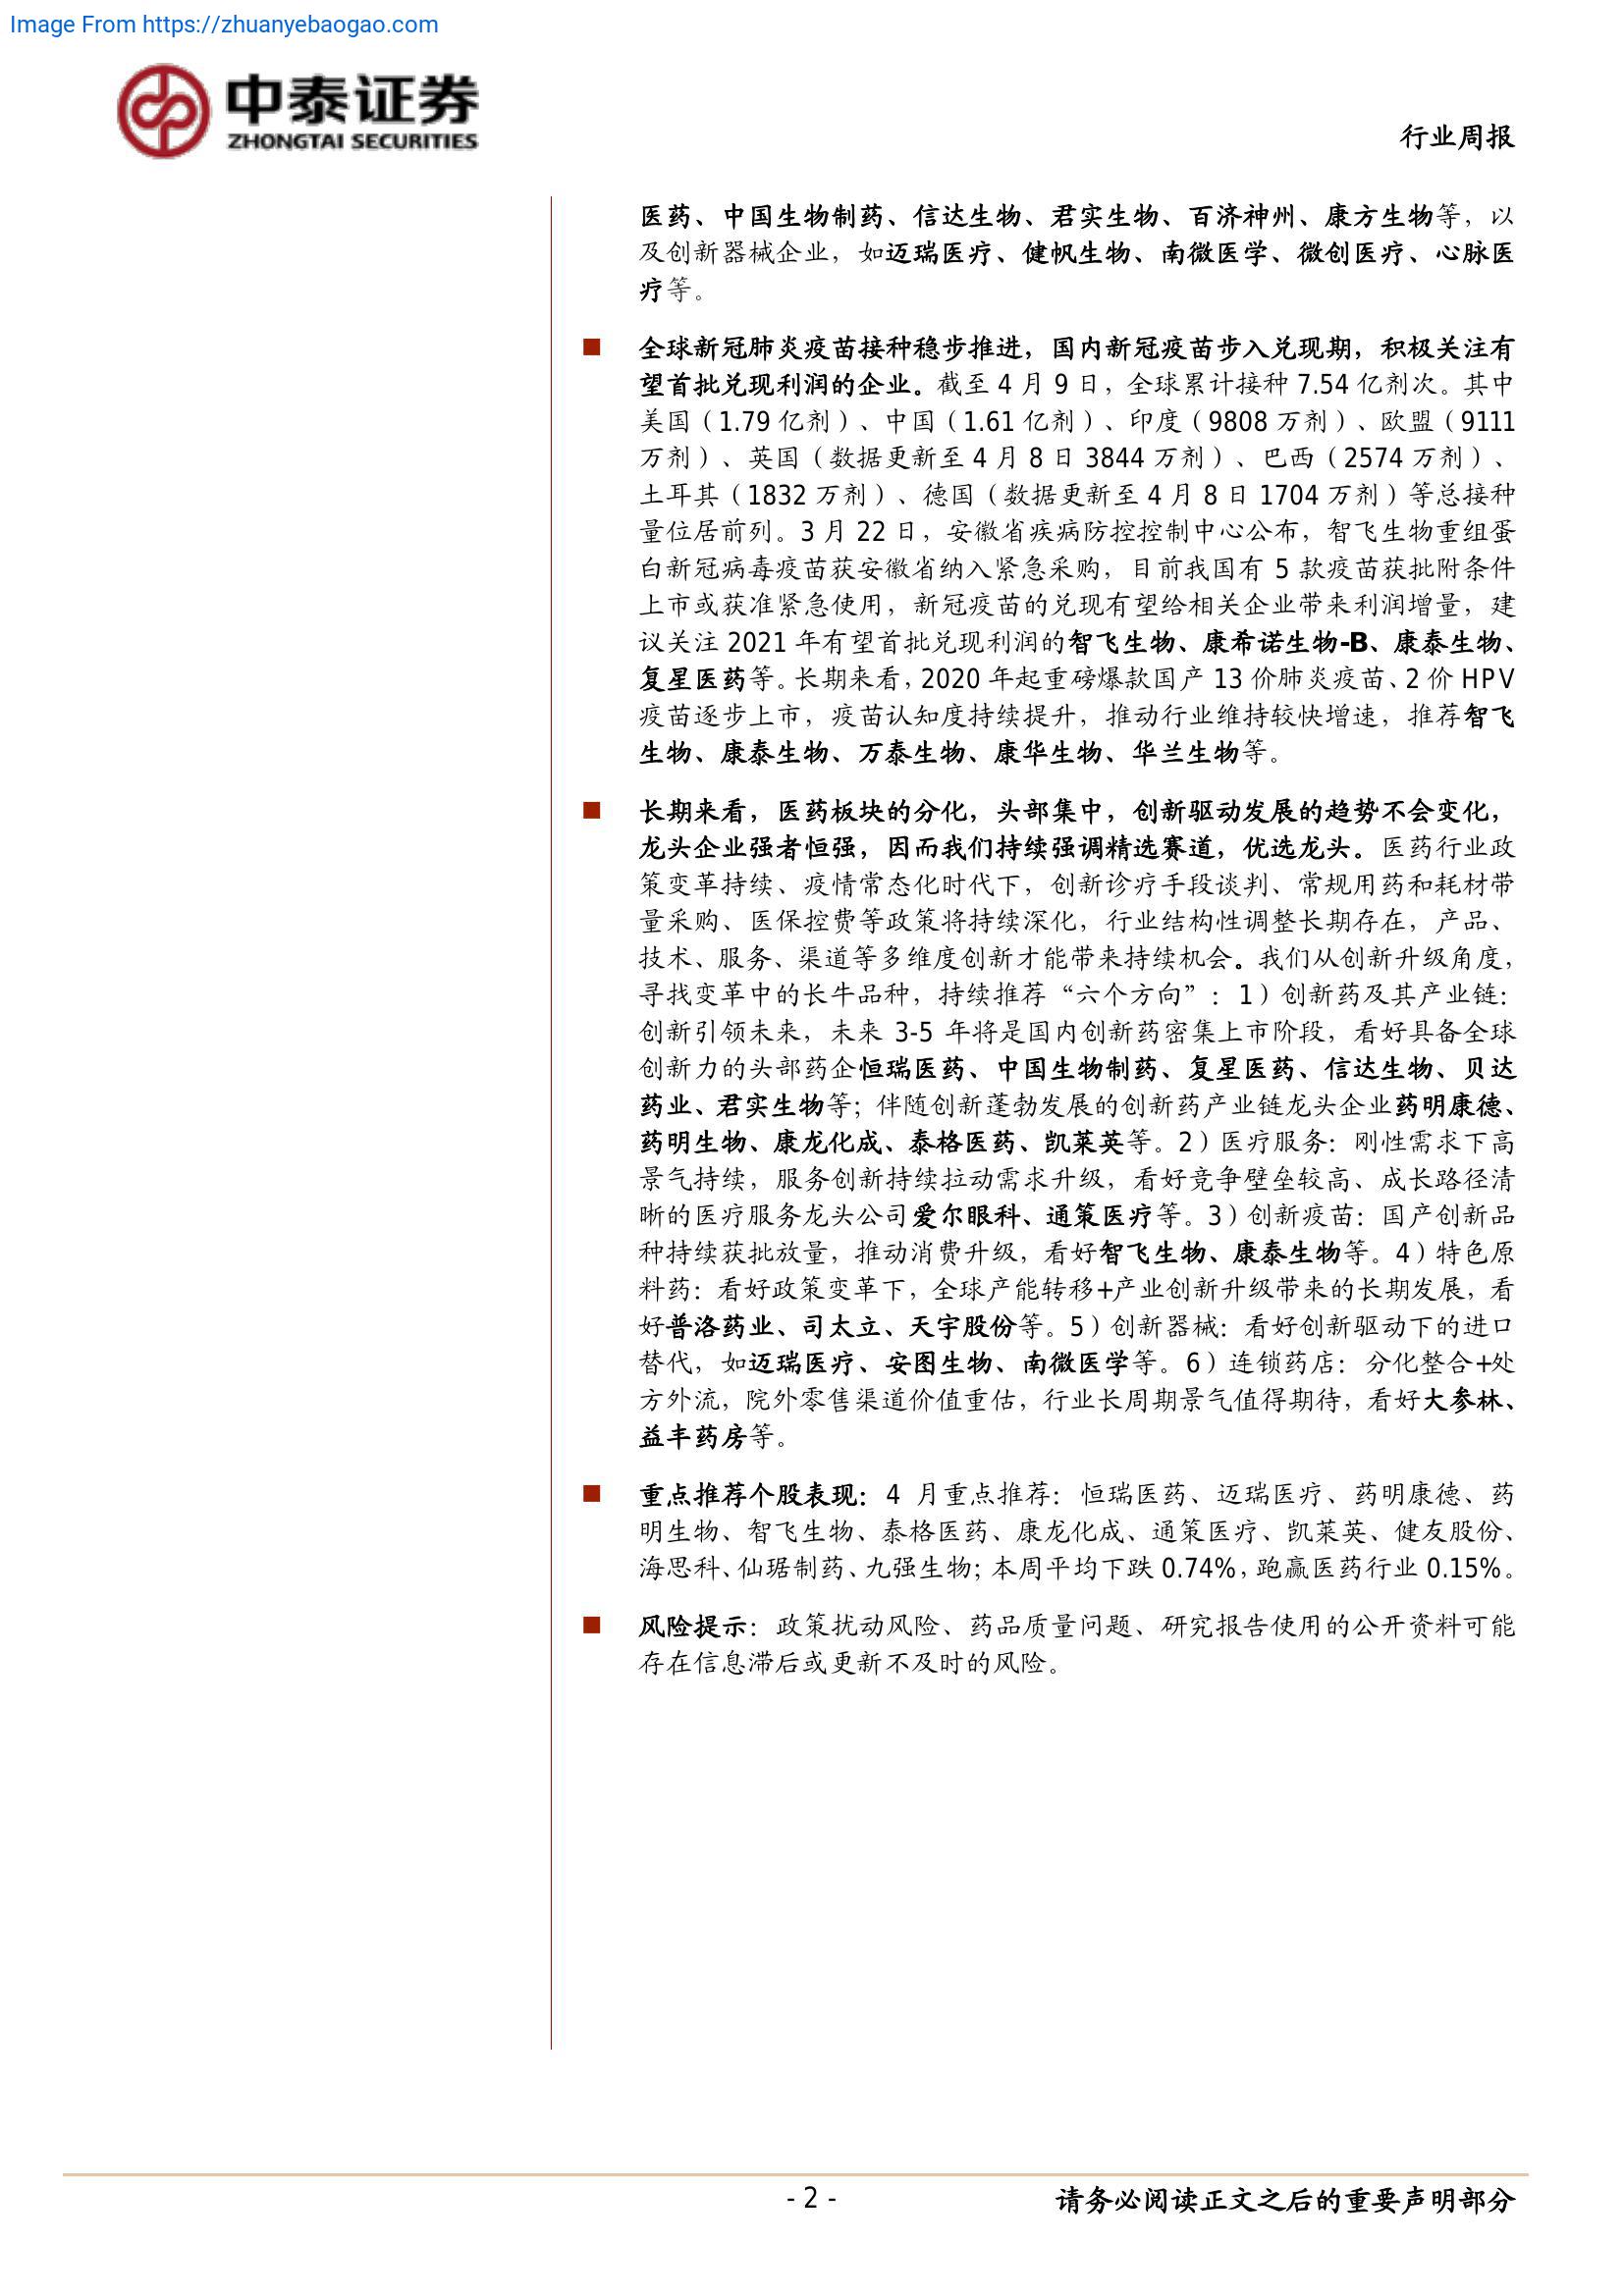 Image From https://zhuanyebaogao.com
中泰证券
ZHONGTAI SECURITIES
行业周报
医药、中国生物制药、信达生物、君实生物、百济神州、康方生物等，以
及创新器械企业，如迈瑞医疗、健帆生物、南微医学、微创医疗、心脉医
疗等。
■ 全球新冠肺炎疫苗接种稳步推进，国内新冠疫苗步入兑现期，积极关注有
望首批兑现利润的企业。截至 4 月 9 日，全球累计接种 7.54 亿剂次。其中
美国（1.79 亿剂）、中国（1.61 亿剂）、印度（9808 万剂）、欧盟（9111
万剂）、英国（数据更新至 4 月 8 日 3844 万剂）、巴西（2574 万剂）、
土耳其（1832 万剂）、德国（数据更新至 4 月 8 日 1704 万剂）等总接种
量位居前列。3 月 22 日，安徽省疾病防控控制中心公布，智飞生物重组蛋
白新冠病毒疫苗获安徽省纳入紧急采购，目前我国有 5 款疫苗获批附条件
上市或获准紧急使用，新冠疫苗的兑现有望给相关企业带来利润增量，建
议关注 2021 年有望首批兑现利润的智飞生物、康希诺生物-B、康泰生物、
复星医药等。长期来看，2020 年起重磅爆款国产 13 价肺炎疫苗、2 价 HPV
疫苗逐步上市，疫苗认知度持续提升，推动行业维持较快增速，推荐智飞
生物、康泰生物、万泰生物、康华生物、华兰生物等。
■ 长期来看，医药板块的分化，头部集中，创新驱动发展的趋势不会变化，
龙头企业强者恒强，因而我们持续强调精选赛道，优选龙头。医药行业政
策变革持续、疫情常态化时代下，创新诊疗手段谈判、常规用药和耗材带
量采购、医保控费等政策将持续深化，行业结构性调整长期存在，产品、
技术、服务、渠道等多维度创新才能带来持续机会。我们从创新升级角度，
寻找变革中的长牛品种，持续推荐“六个方向”：1）创新药及其产业链：
创新引领未来，未来 3-5 年将是国内创新药密集上市阶段，看好具备全球
创新力的头部药企恒瑞医药、中国生物制药、复星医药、信达生物、贝达
药业、君实生物等；伴随创新蓬勃发展的创新药产业链龙头企业药明康德、
药明生物、康龙化成、泰格医药、凯莱英等。2）医疗服务：刚性需求下高
景气持续，服务创新持续拉动需求升级，看好竞争壁垒较高、成长路径清
晰的医疗服务龙头公司爱尔眼科、通策医疗等。3）创新疫苗：国产创新品
种持续获批放量，推动消费升级，看好智飞生物、康泰生物等。4）特色原
料药：看好政策变革下，全球产能转移+产业创新升级带来的长期发展，看
好普洛药业、司太立、天宇股份等。5）创新器械：看好创新驱动下的进口
替代，如迈瑞医疗、安图生物、南微医学等。6）连锁药店：分化整合+处
方外流，院外零售渠道价值重估，行业长周期景气值得期待，看好大参林、
益丰药房等。
■ 重点推荐个股表现：4 月重点推荐：恒瑞医药、迈瑞医疗、药明康德、药
明生物、智飞生物、泰格医药、康龙化成、通策医疗、凯莱英、健友股份、
海思科、仙琚制药、九强生物；本周平均下跌 0.74%，跑赢医药行业 0.15%。
■ 风险提示：政策扰动风险、药品质量问题、研究报告使用的公开资料可能
存在信息滞后或更新不及时的风险。
- 2 -
请务必阅读正文之后的重要声明部分